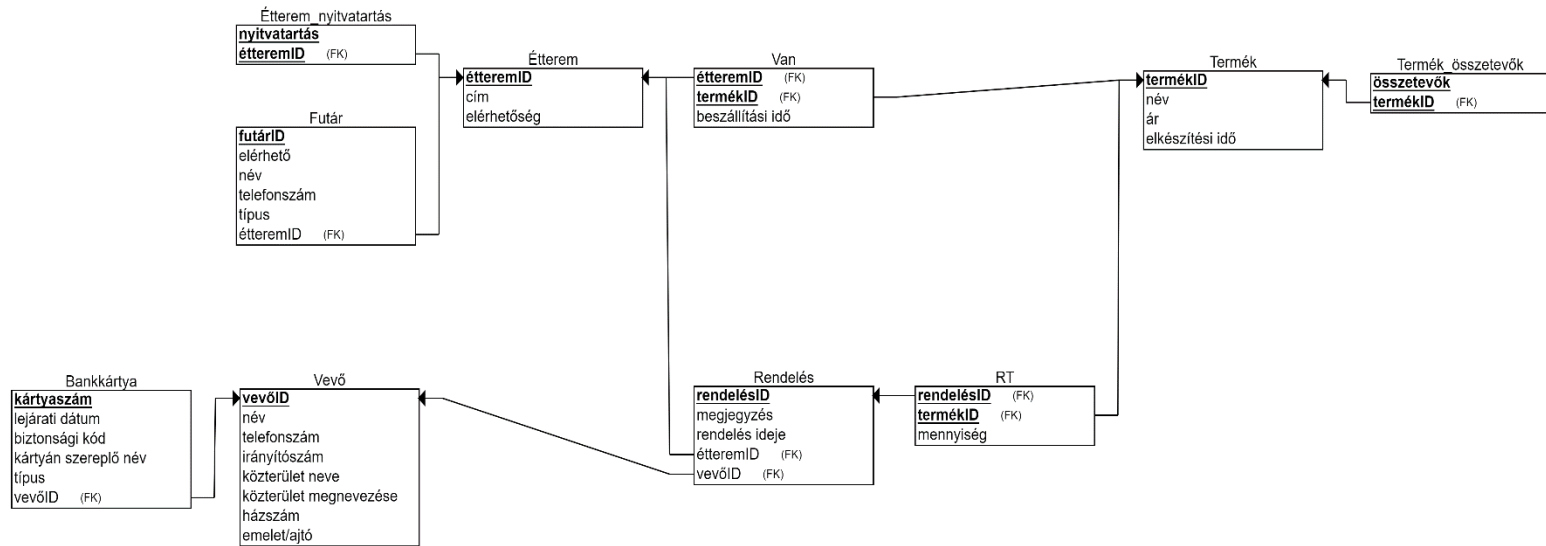 Étterem_nyitvatartás
nyitvatartás
étteremID (FK)
Étterem
étteremID
cím
elérhetőség
Van
étteremID (FK)
termékID (FK)
beszállítási idő
Termék
termékID
név
ár
elkészítési idő
Termék_összetevők
összetevők
termékID (FK)
Futár
futárID
elérhető
név
telefonszám
típus
étteremID (FK)
Bankkártya
kártyaszám
lejárati dátum
biztonsági kód
kártyán szereplő név
típus
vevőID (FK)
Vevő
vevőID
név
telefonszám
irányítószám
közterület neve
közterület megnevezése
házszám
emelet/ajtó
Rendelés
rendelésID
megjegyzés
rendelés ideje
étteremID (FK)
vevőID (FK)
RT
rendelésID (FK)
termékID (FK)
mennyiség